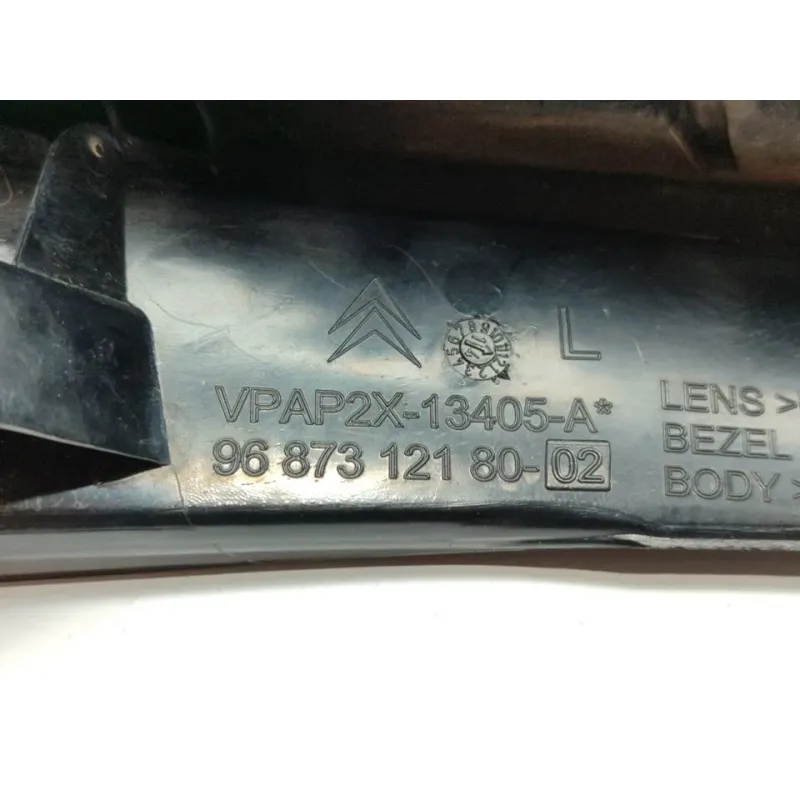 L
VPAP2X-13405-A*
96 873 121 80-02
LENS >
BEZEL
BODY >